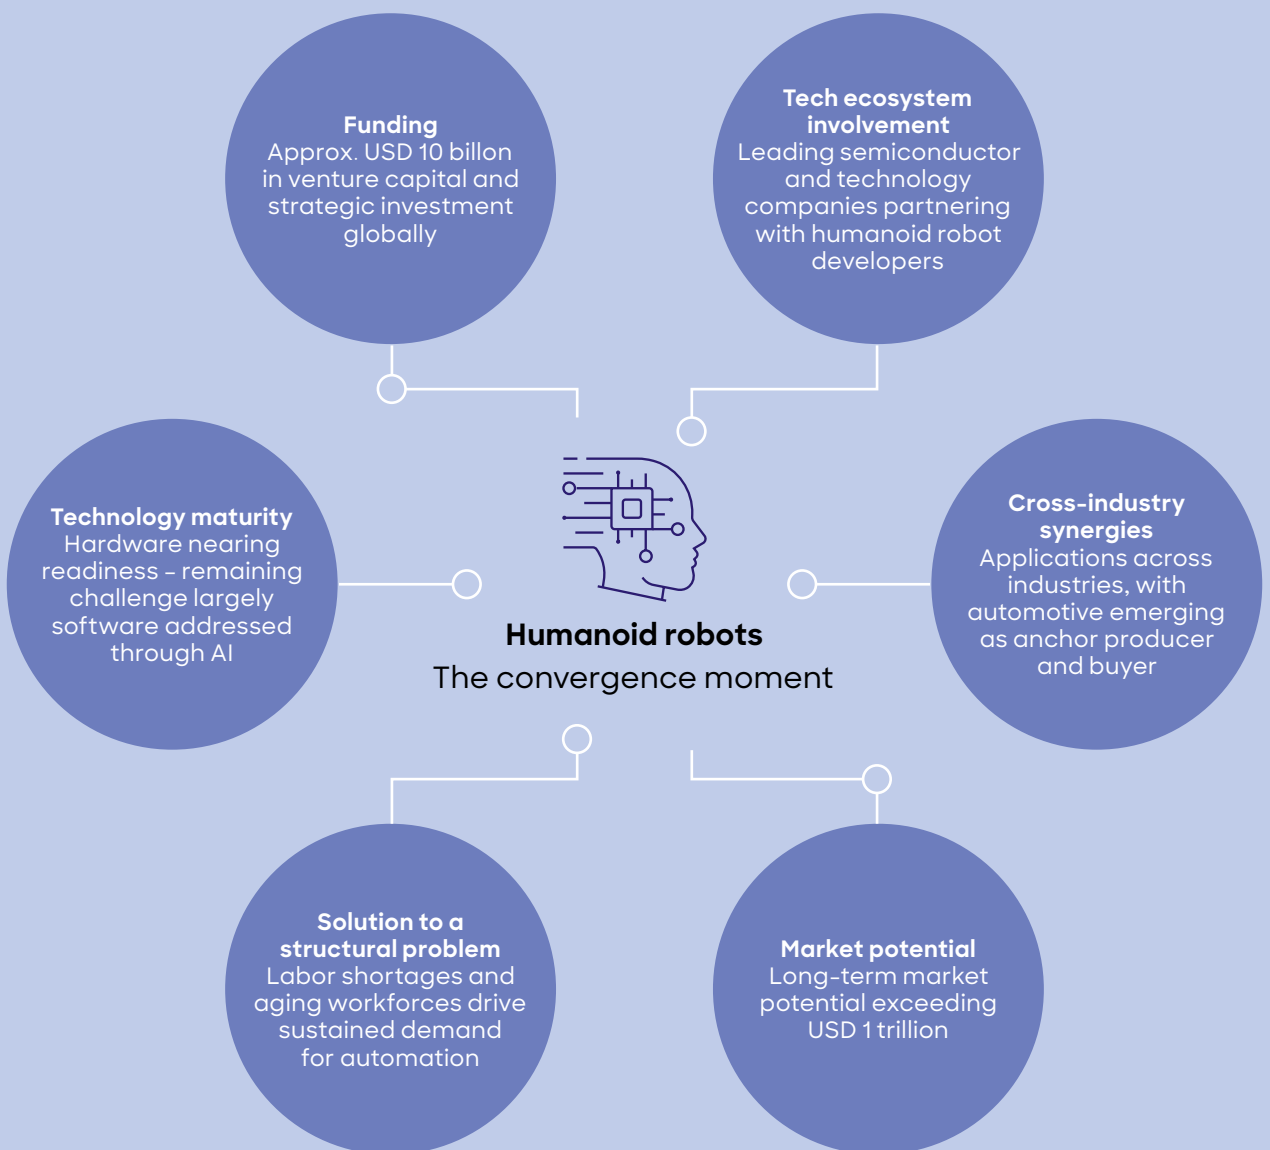 Funding
Approx. USD 10 billon
in venture capital and
strategic investment
globally
Tech ecosystem
involvement
Leading semiconductor
and technology
companies partnering
with humanoid robot
developers
Technology maturity
Hardware nearing
readiness – remaining
challenge largely
software addressed
through AI
Humanoid robots
The convergence moment
Cross-industry
synergies
Applications across
industries, with
automotive emerging
as anchor producer
and buyer
Solution to a
structural problem
Labor shortages and
aging workforces drive
sustained demand
for automation
Market potential
Long-term market
potential exceeding
USD 1 trillion